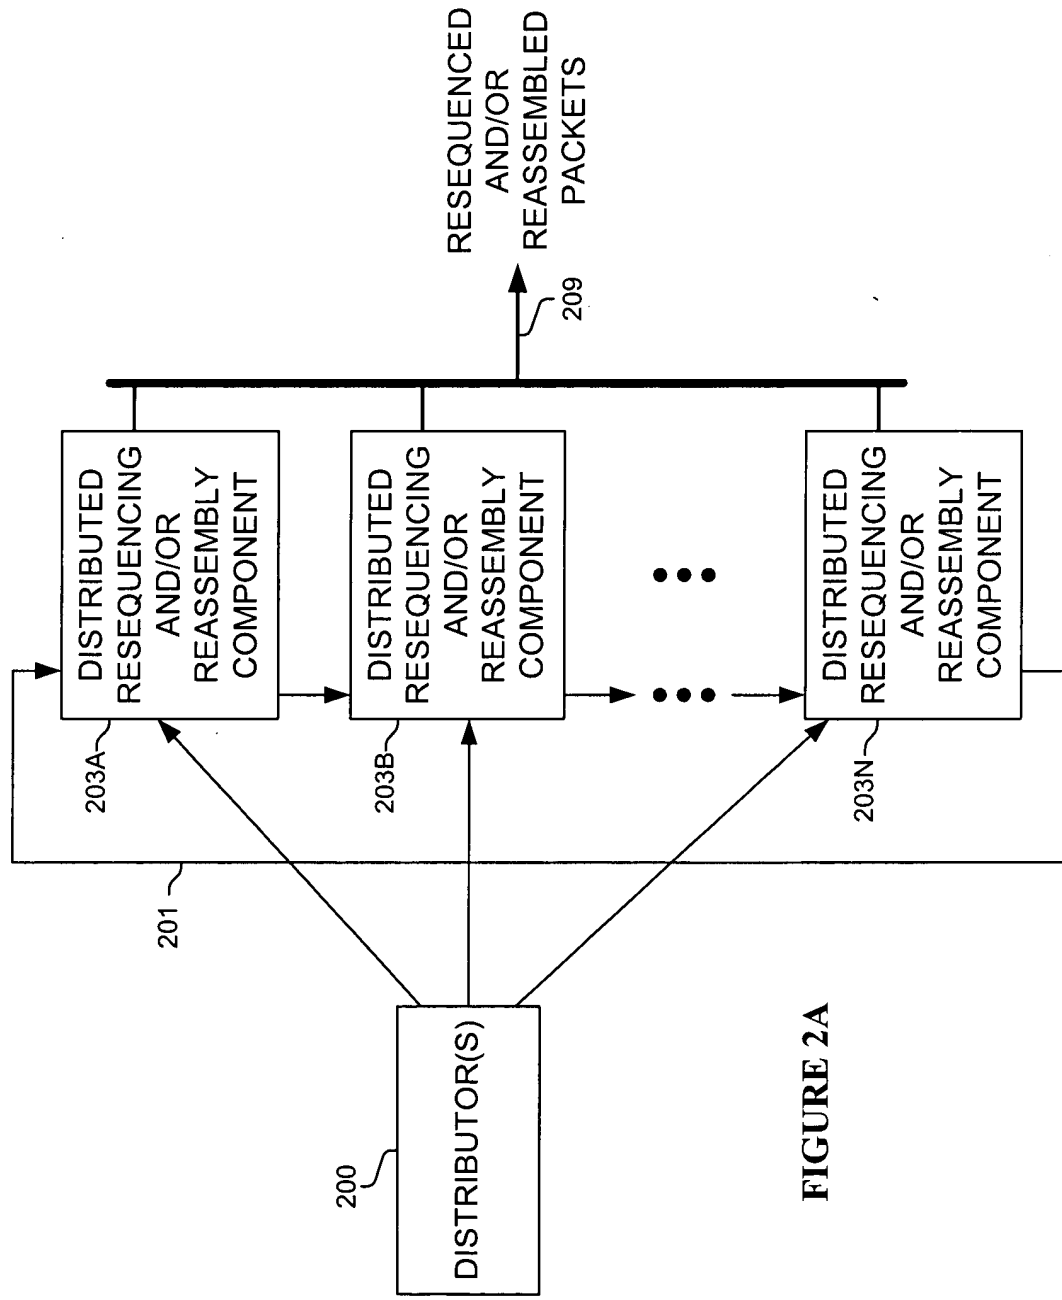 DISTRIBUTOR(S)
200
201
DISTRIBUTED
RESEQUENCING
AND/OR
REASSEMBLY
COMPONENT
203A
DISTRIBUTED
RESEQUENCING
AND/OR
REASSEMBLY
COMPONENT
203B
DISTRIBUTED
RESEQUENCING
AND/OR
REASSEMBLY
COMPONENT
203N
209
RESEQUENCED
AND/OR
REASSEMBLED
PACKETS
FIGURE 2A